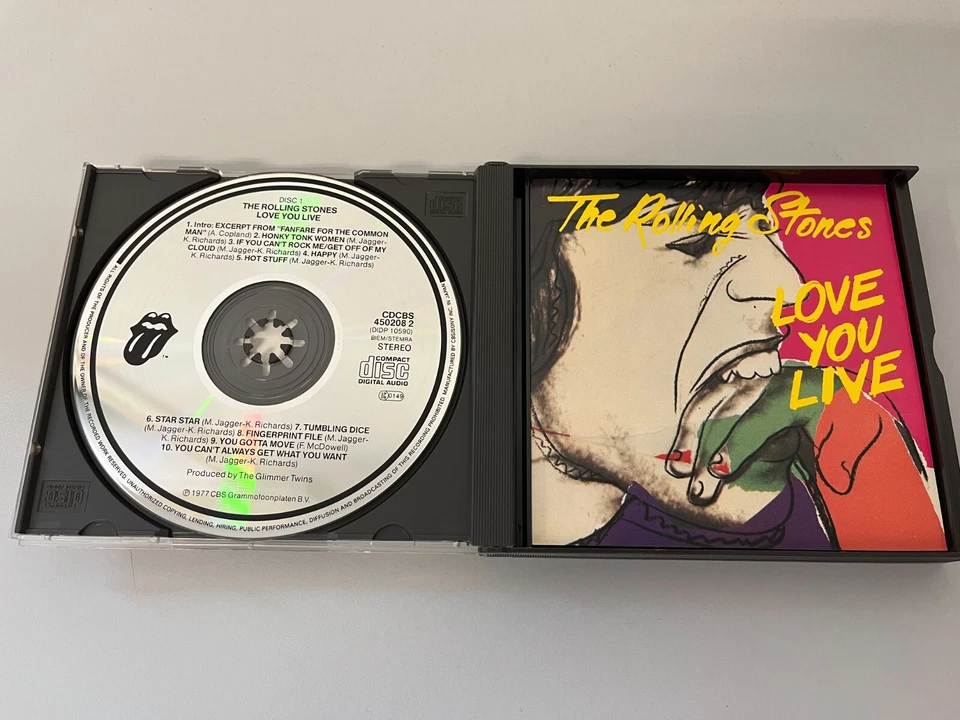 DISC 1
THE ROLLING STONES
LOVE YOU LIVE
1. Intro: EXCERPT FROM "FANFARE FOR THE COMMON
MAN" (A. Copland) 2. HONKY TONK WOMEN (M. Jagger-
K. Richards) 3. IF YOU CAN'T ROCK ME/GET OFF OF MY
CLOUD (M. Jagger-K. Richards) 4. HAPPY (M. Jagger-
K. Richards) 5. HOT STUFF (M. Jagger-K. Richards)
CDCBS
450208 2
(DIDP 10590)
BIEM/STEMRA
STEREO
COMPACT
disc
DIGITAL AUDIO
0149
TM
6. STAR STAR (M. Jagger-K. Richards) 7. TUMBLING DICE
(M. Jagger-K. Richards) 8. FINGERPRINT FILE (M. Jagger-
K. Richards) 9. YOU GOTTA MOVE (F. McDowell)
10. YOU CAN'T ALWAYS GET WHAT YOU WANT
(M. Jagger-K. Richards)
Produced by The Glimmer Twins
℗ 1977 CBS Grammofoonplaten B.V.
ALL RIGHTS OF THE PRODUCER AND OF THE OWNER OF THE RECORDED WORK RESERVED. UNAUTHORIZED COPYING, LENDING, HIRING, PUBLIC PERFORMANCE, DIFFUSION AND BROADCASTING OF THIS RECORDING PROHIBITED. MANUFACTURED BY CBS/SONY INC. IN JAPAN
The Rolling Stones
LOVE
YOU
LIVE